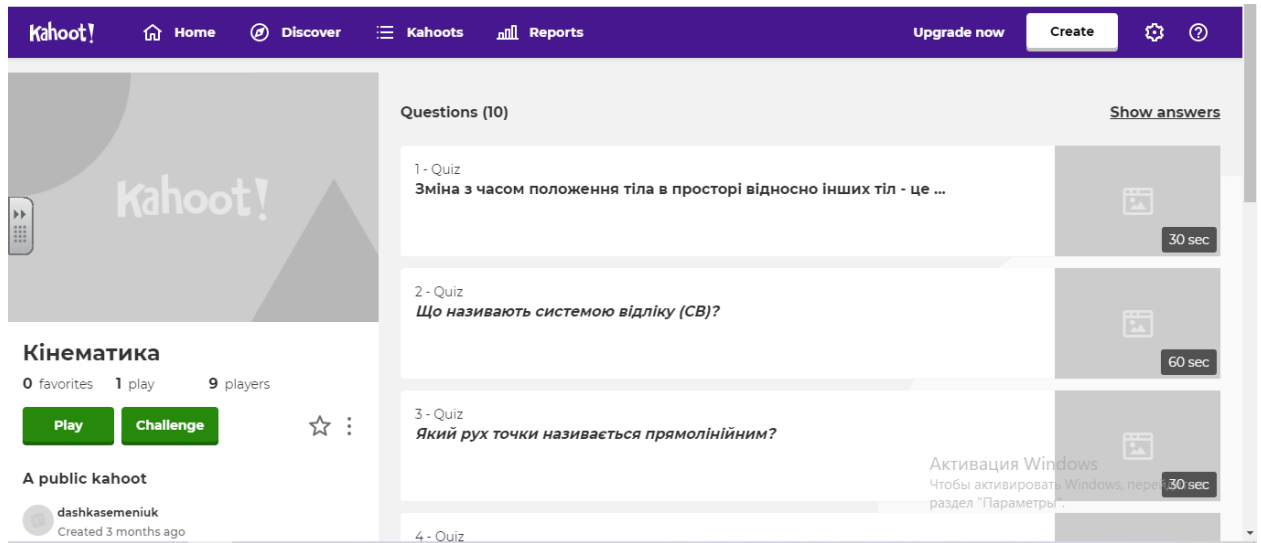 Kahoot! Home Discover Kahoots Reports Upgrade now Create
Kahoot!
Кінематика
0 favorites 1 play 9 players
Play Challenge
A public kahoot
dashkasemeniuk
Created 3 months ago
Questions (10) Show answers
1 - Quiz
Зміна з часом положення тіла в просторі відносно інших тіл - це ...
30 sec
2 - Quiz
Що називають системою відліку (СВ)?
60 sec
3 - Quiz
Який рух точки називається прямолінійним?
30 sec
Активация Windows
Чтобы активировать Windows,
раздел "Параметры".
4 - Quiz